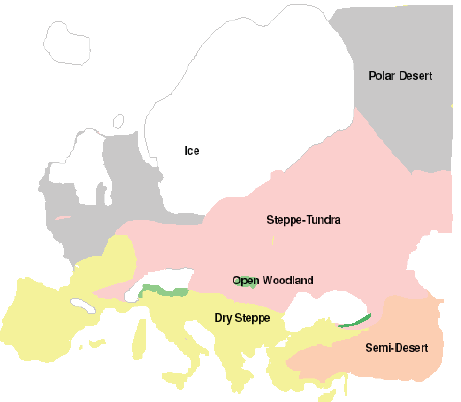 Polar Desert
Ice
Steppe-Tundra
Open Woodland
Dry Steppe
Semi-Desert